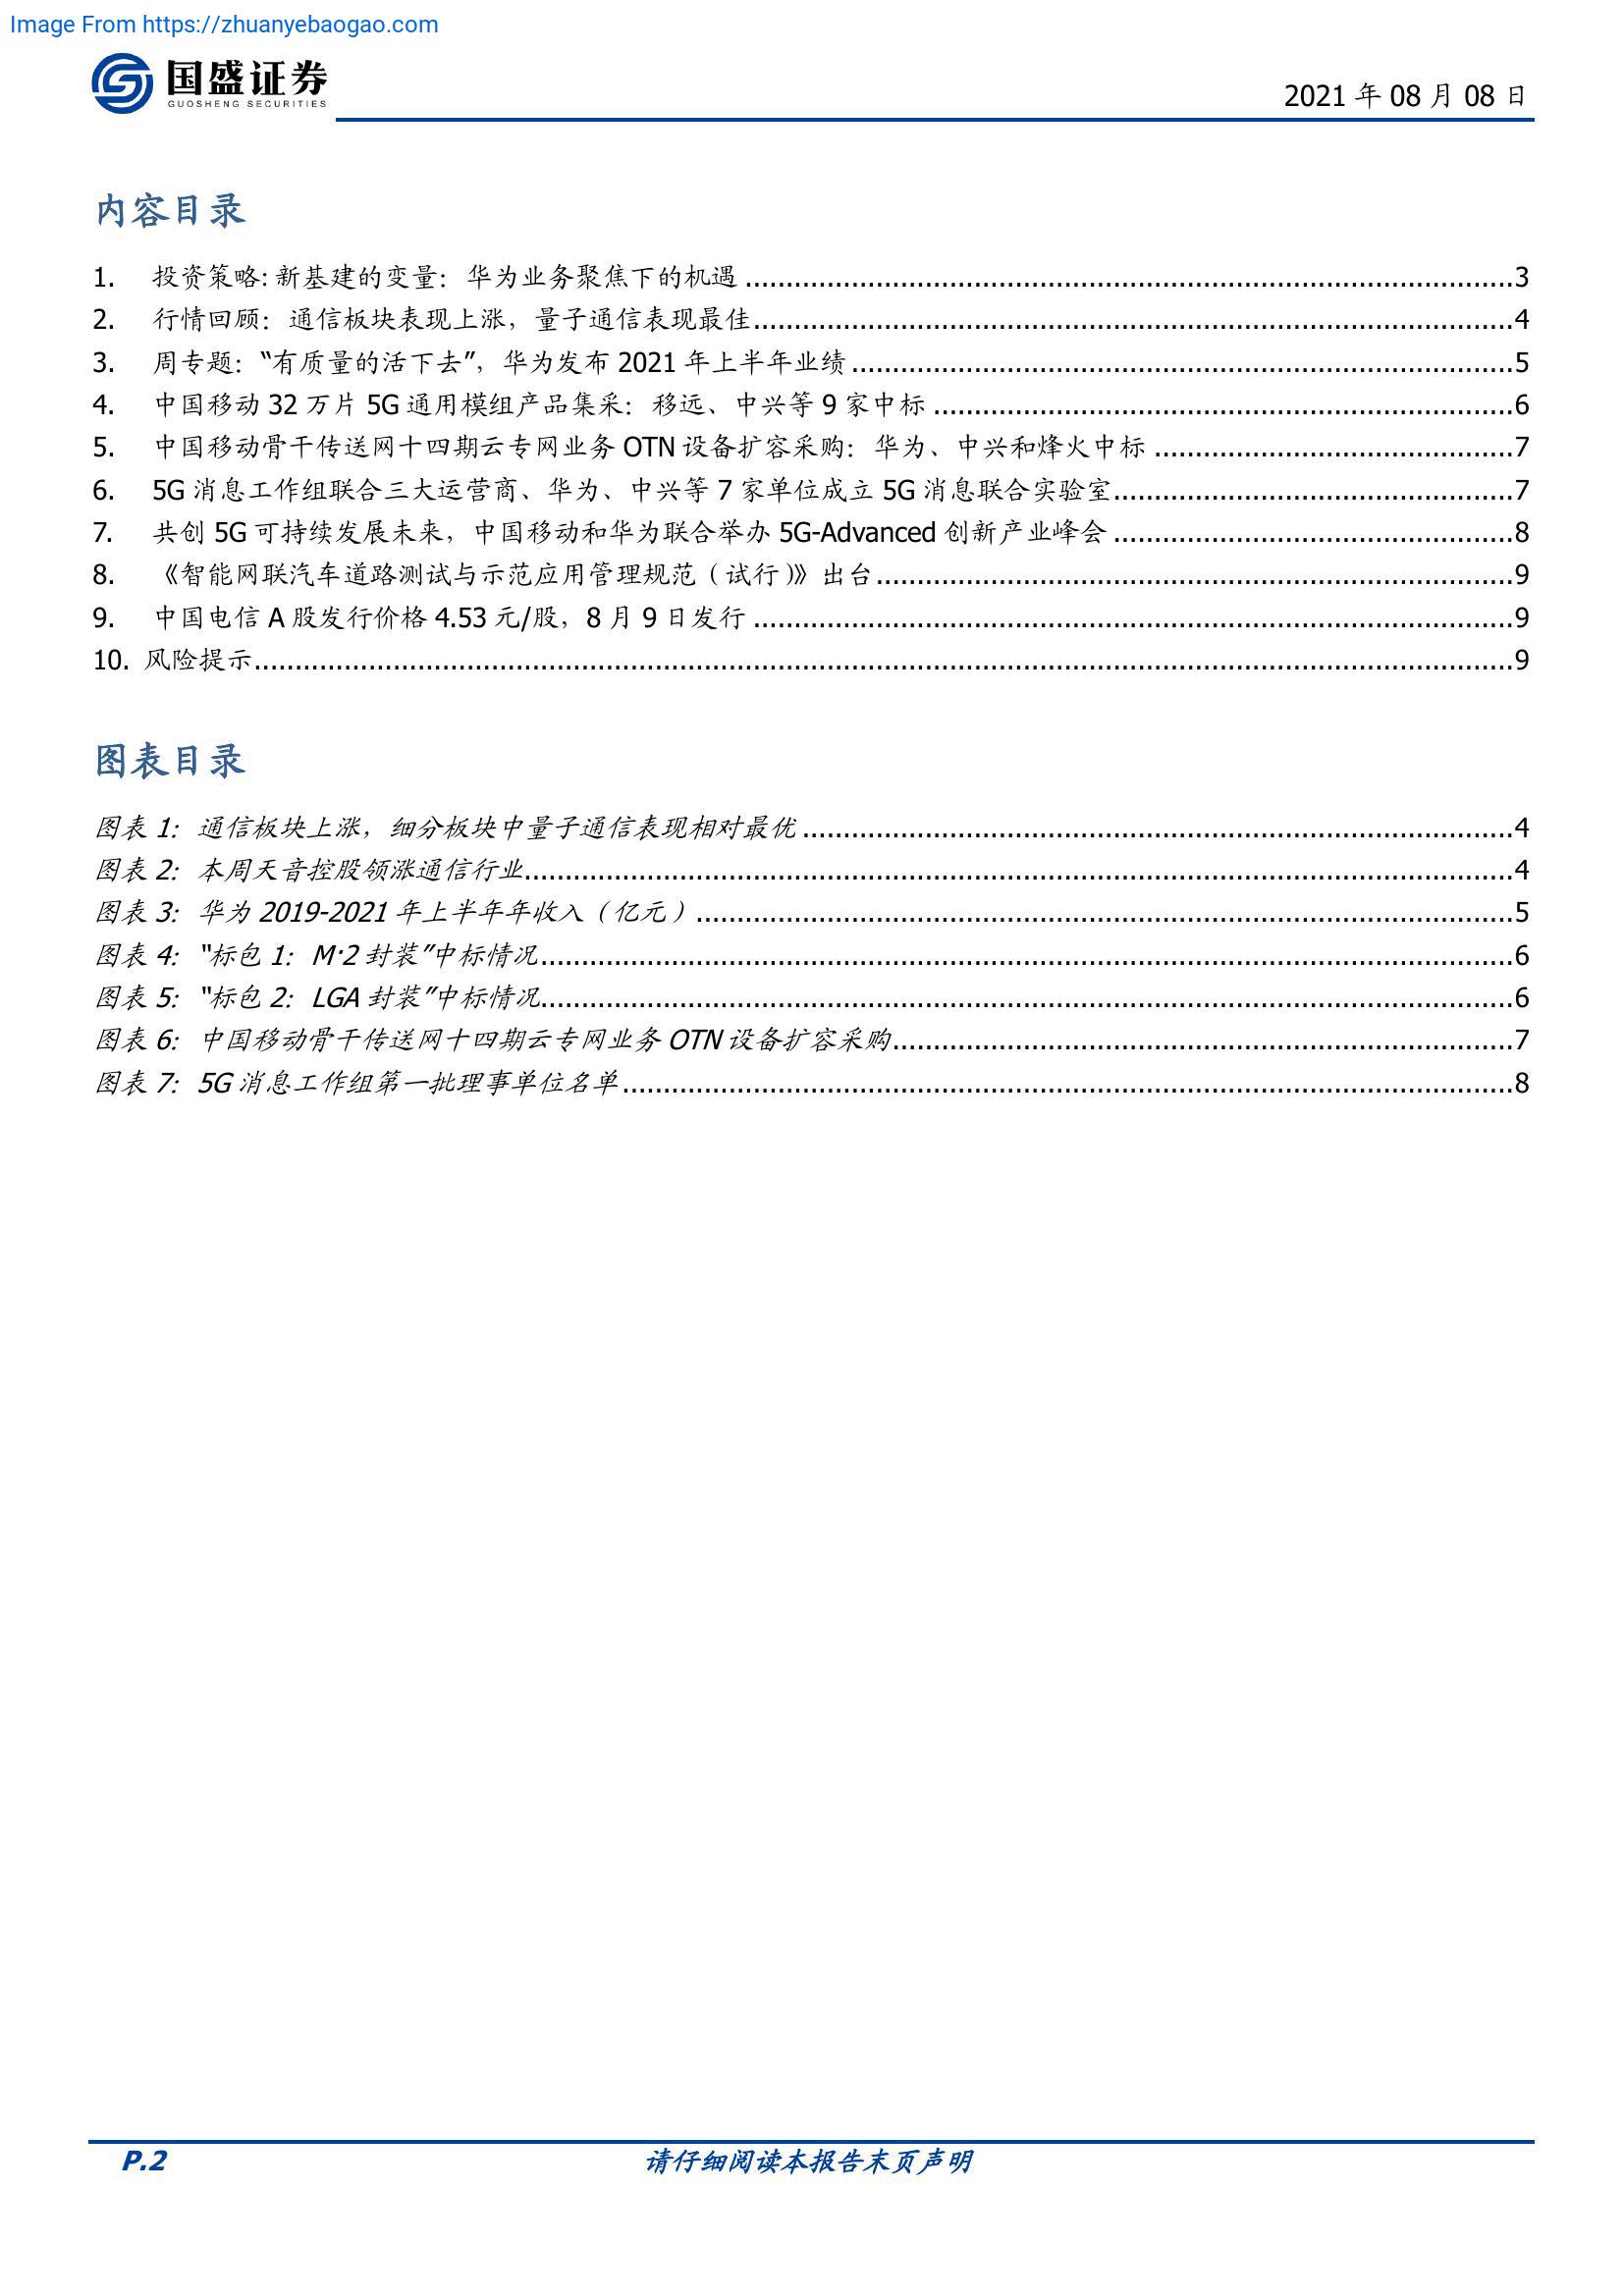 Image From https://zhuanyebaogao.com
国盛证券
GUOSHENG SECURITIES
2021 年 08 月 08 日
内容目录
1. 投资策略: 新基建的变量：华为业务聚焦下的机遇 ................................................................ 3
2. 行情回顾：通信板块表现上涨，量子通信表现最佳................................................................ 4
3. 周专题：“有质量的活下去”，华为发布 2021 年上半年业绩 ................................................................ 5
4. 中国移动 32 万片 5G 通用模组产品集采：移远、中兴等 9 家中标 ................................................................ 6
5. 中国移动骨干传送网十四期云专网业务 OTN 设备扩容采购：华为、中兴和烽火中标 ................................................................ 7
6. 5G 消息工作组联合三大运营商、华为、中兴等 7 家单位成立 5G 消息联合实验室................................................................ 7
7. 共创 5G 可持续发展未来，中国移动和华为联合举办 5G-Advanced 创新产业峰会 ................................................................ 8
8. 《智能网联汽车道路测试与示范应用管理规范（试行）》出台................................................................ 9
9. 中国电信 A 股发行价格 4.53 元/股，8 月 9 日发行 ................................................................ 9
10. 风险提示................................................................ 9
图表目录
图表 1：通信板块上涨，细分板块中量子通信表现相对最优 ................................................................ 4
图表 2：本周天音控股领涨通信行业................................................................ 4
图表 3：华为 2019-2021 年上半年年收入（亿元）................................................................ 5
图表 4：“标包 1：M·2 封装”中标情况................................................................ 6
图表 5：“标包 2：LGA 封装”中标情况................................................................ 6
图表 6：中国移动骨干传送网十四期云专网业务 OTN 设备扩容采购................................................................ 7
图表 7：5G 消息工作组第一批理事单位名单................................................................ 8
P.2 请仔细阅读本报告末页声明